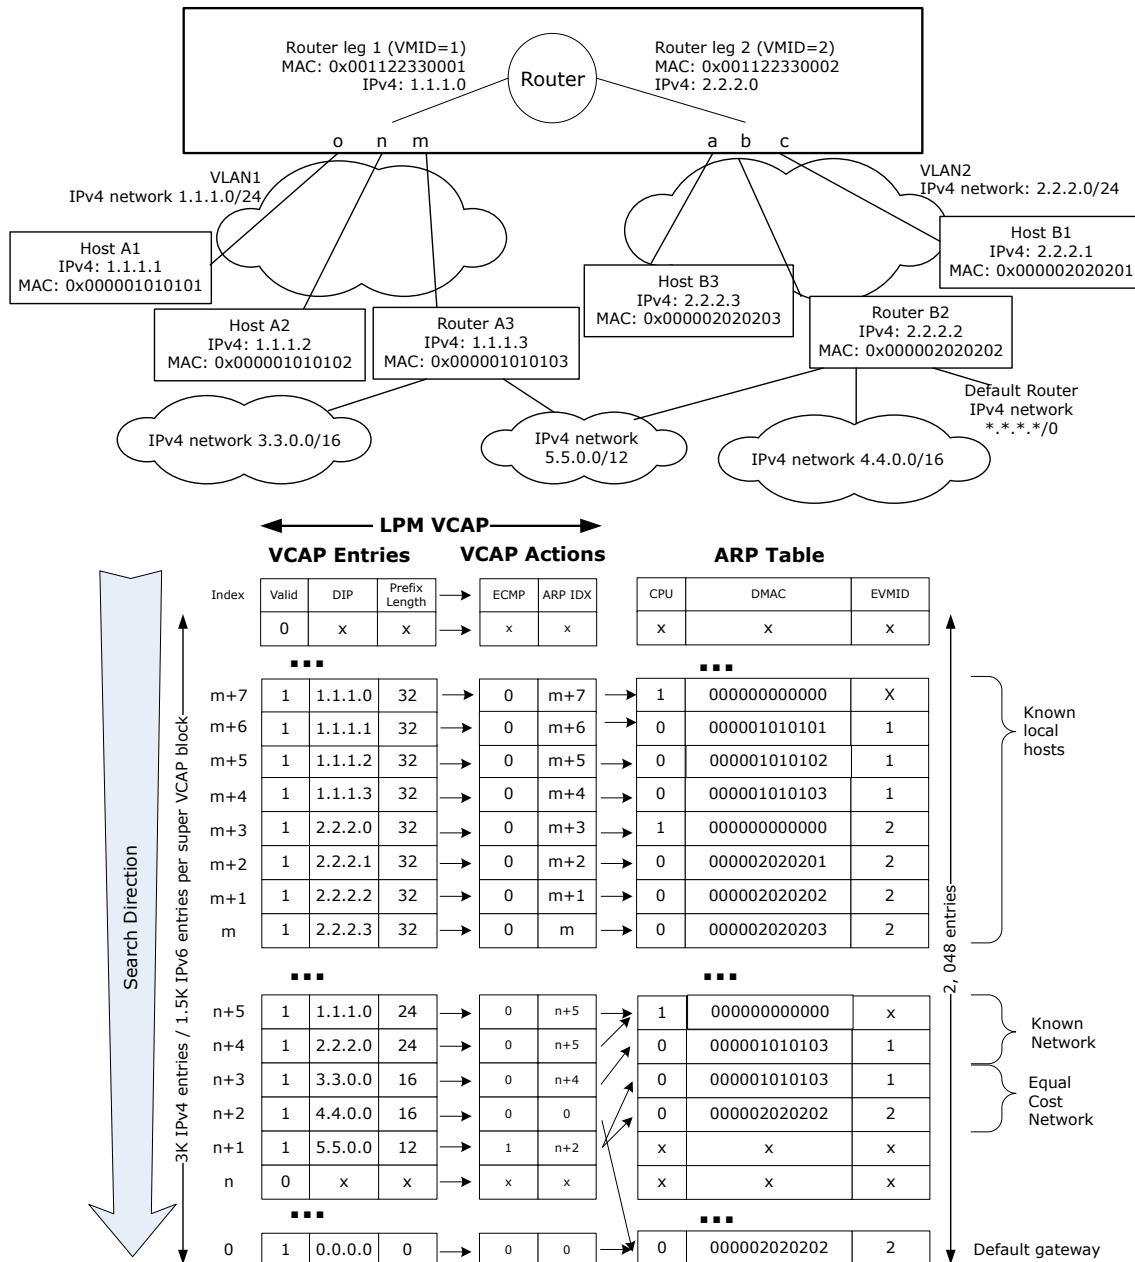 Router leg 1 (VMID=1)
MAC: 0x001122330001
IPv4: 1.1.1.0
Router
Router leg 2 (VMID=2)
MAC: 0x001122330002
IPv4: 2.2.2.0
o n m
a b c
VLAN1
IPv4 network 1.1.1.0/24
VLAN2
IPv4 network: 2.2.2.0/24
Host A1
IPv4: 1.1.1.1
MAC: 0x000001010101
Host B1
IPv4: 2.2.2.1
MAC: 0x000002020201
Host B3
IPv4: 2.2.2.3
MAC: 0x000002020203
Host A2
IPv4: 1.1.1.2
MAC: 0x000001010102
Router A3
IPv4: 1.1.1.3
MAC: 0x000001010103
Router B2
IPv4: 2.2.2.2
MAC: 0x000002020202
Default Router
IPv4 network
*.*.*.*/0
IPv4 network 3.3.0.0/16
IPv4 network
5.5.0.0/12
IPv4 network 4.4.0.0/16
LPM VCAP
VCAP Entries VCAP Actions ARP Table
Index Valid DIP Prefix Length ECMP ARP IDX CPU DMAC EVMID
0 x x x x x x x
...
...
m+7 1 1.1.1.0 32 0 m+7 1 000000000000 X
m+6 1 1.1.1.1 32 0 m+6 0 000001010101 1
m+5 1 1.1.1.2 32 0 m+5 0 000001010102 1
m+4 1 1.1.1.3 32 0 m+4 0 000001010103 1
m+3 1 2.2.2.0 32 0 m+3 1 000000000000 2
m+2 1 2.2.2.1 32 0 m+2 0 000002020201 2
m+1 1 2.2.2.2 32 0 m+1 0 000002020202 2
m 1 2.2.2.3 32 0 m 0 000002020203 2
Known
local
hosts
...
...
n+5 1 1.1.1.0 24 0 n+5 1 000000000000 x
n+4 1 2.2.2.0 24 0 n+5 0 000001010103 1
n+3 1 3.3.0.0 16 0 n+4 0 000001010103 1
n+2 1 4.4.0.0 16 0 0 0 000002020202 2
n+1 1 5.5.0.0 12 1 n+2 x x x
n 0 x x x x x x x
Known
Network
Equal
Cost
Network
...
...
0 1 0.0.0.0 0 0 0 0 000002020202 2 Default gateway
Search Direction
3K IPv4 entries / 1.5K IPv6 entries per super VCAP block
2, 048 entries